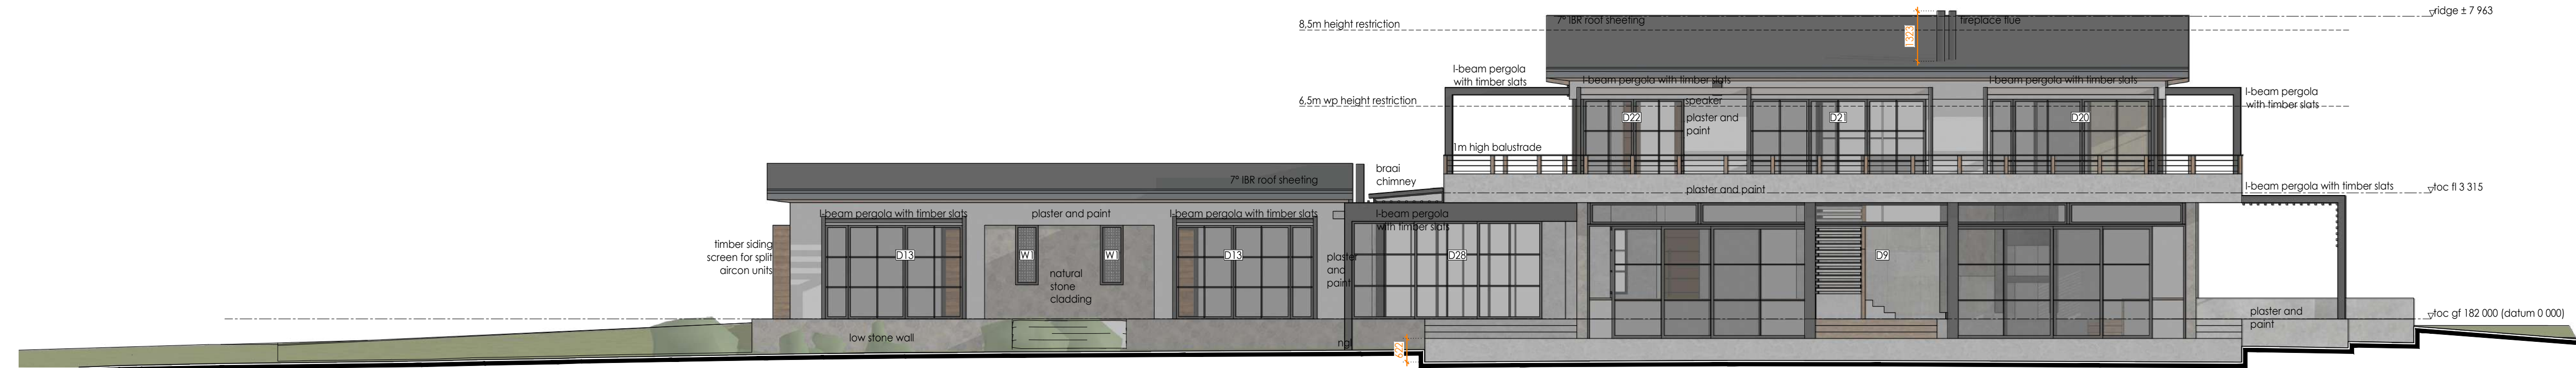 ridge ± 7 963
8,5m height restriction
7° IBR roof sheeting
fireplace flue
1325
I-beam pergola
with timber slats
I-beam pergola with timber slats
I-beam pergola with timber slats
I-beam pergola
with timber slats
6,5m wp height restriction
speaker
D22
plaster and
paint
D21
D20
1m high balustrade
braai
chimney
7° IBR roof sheeting
plaster and paint
I-beam pergola with timber slats
toc fl 3 315
I-beam pergola with timber slats
plaster and paint
I-beam pergola with timber slats
I-beam pergola
with timber slats
timber siding
screen for split
aircon units
D13
W1
W1
D13
plaster
and
paint
D28
D9
natural
stone
cladding
plaster and
paint
toc gf 182 000 (datum 0 000)
low stone wall
ngl
622